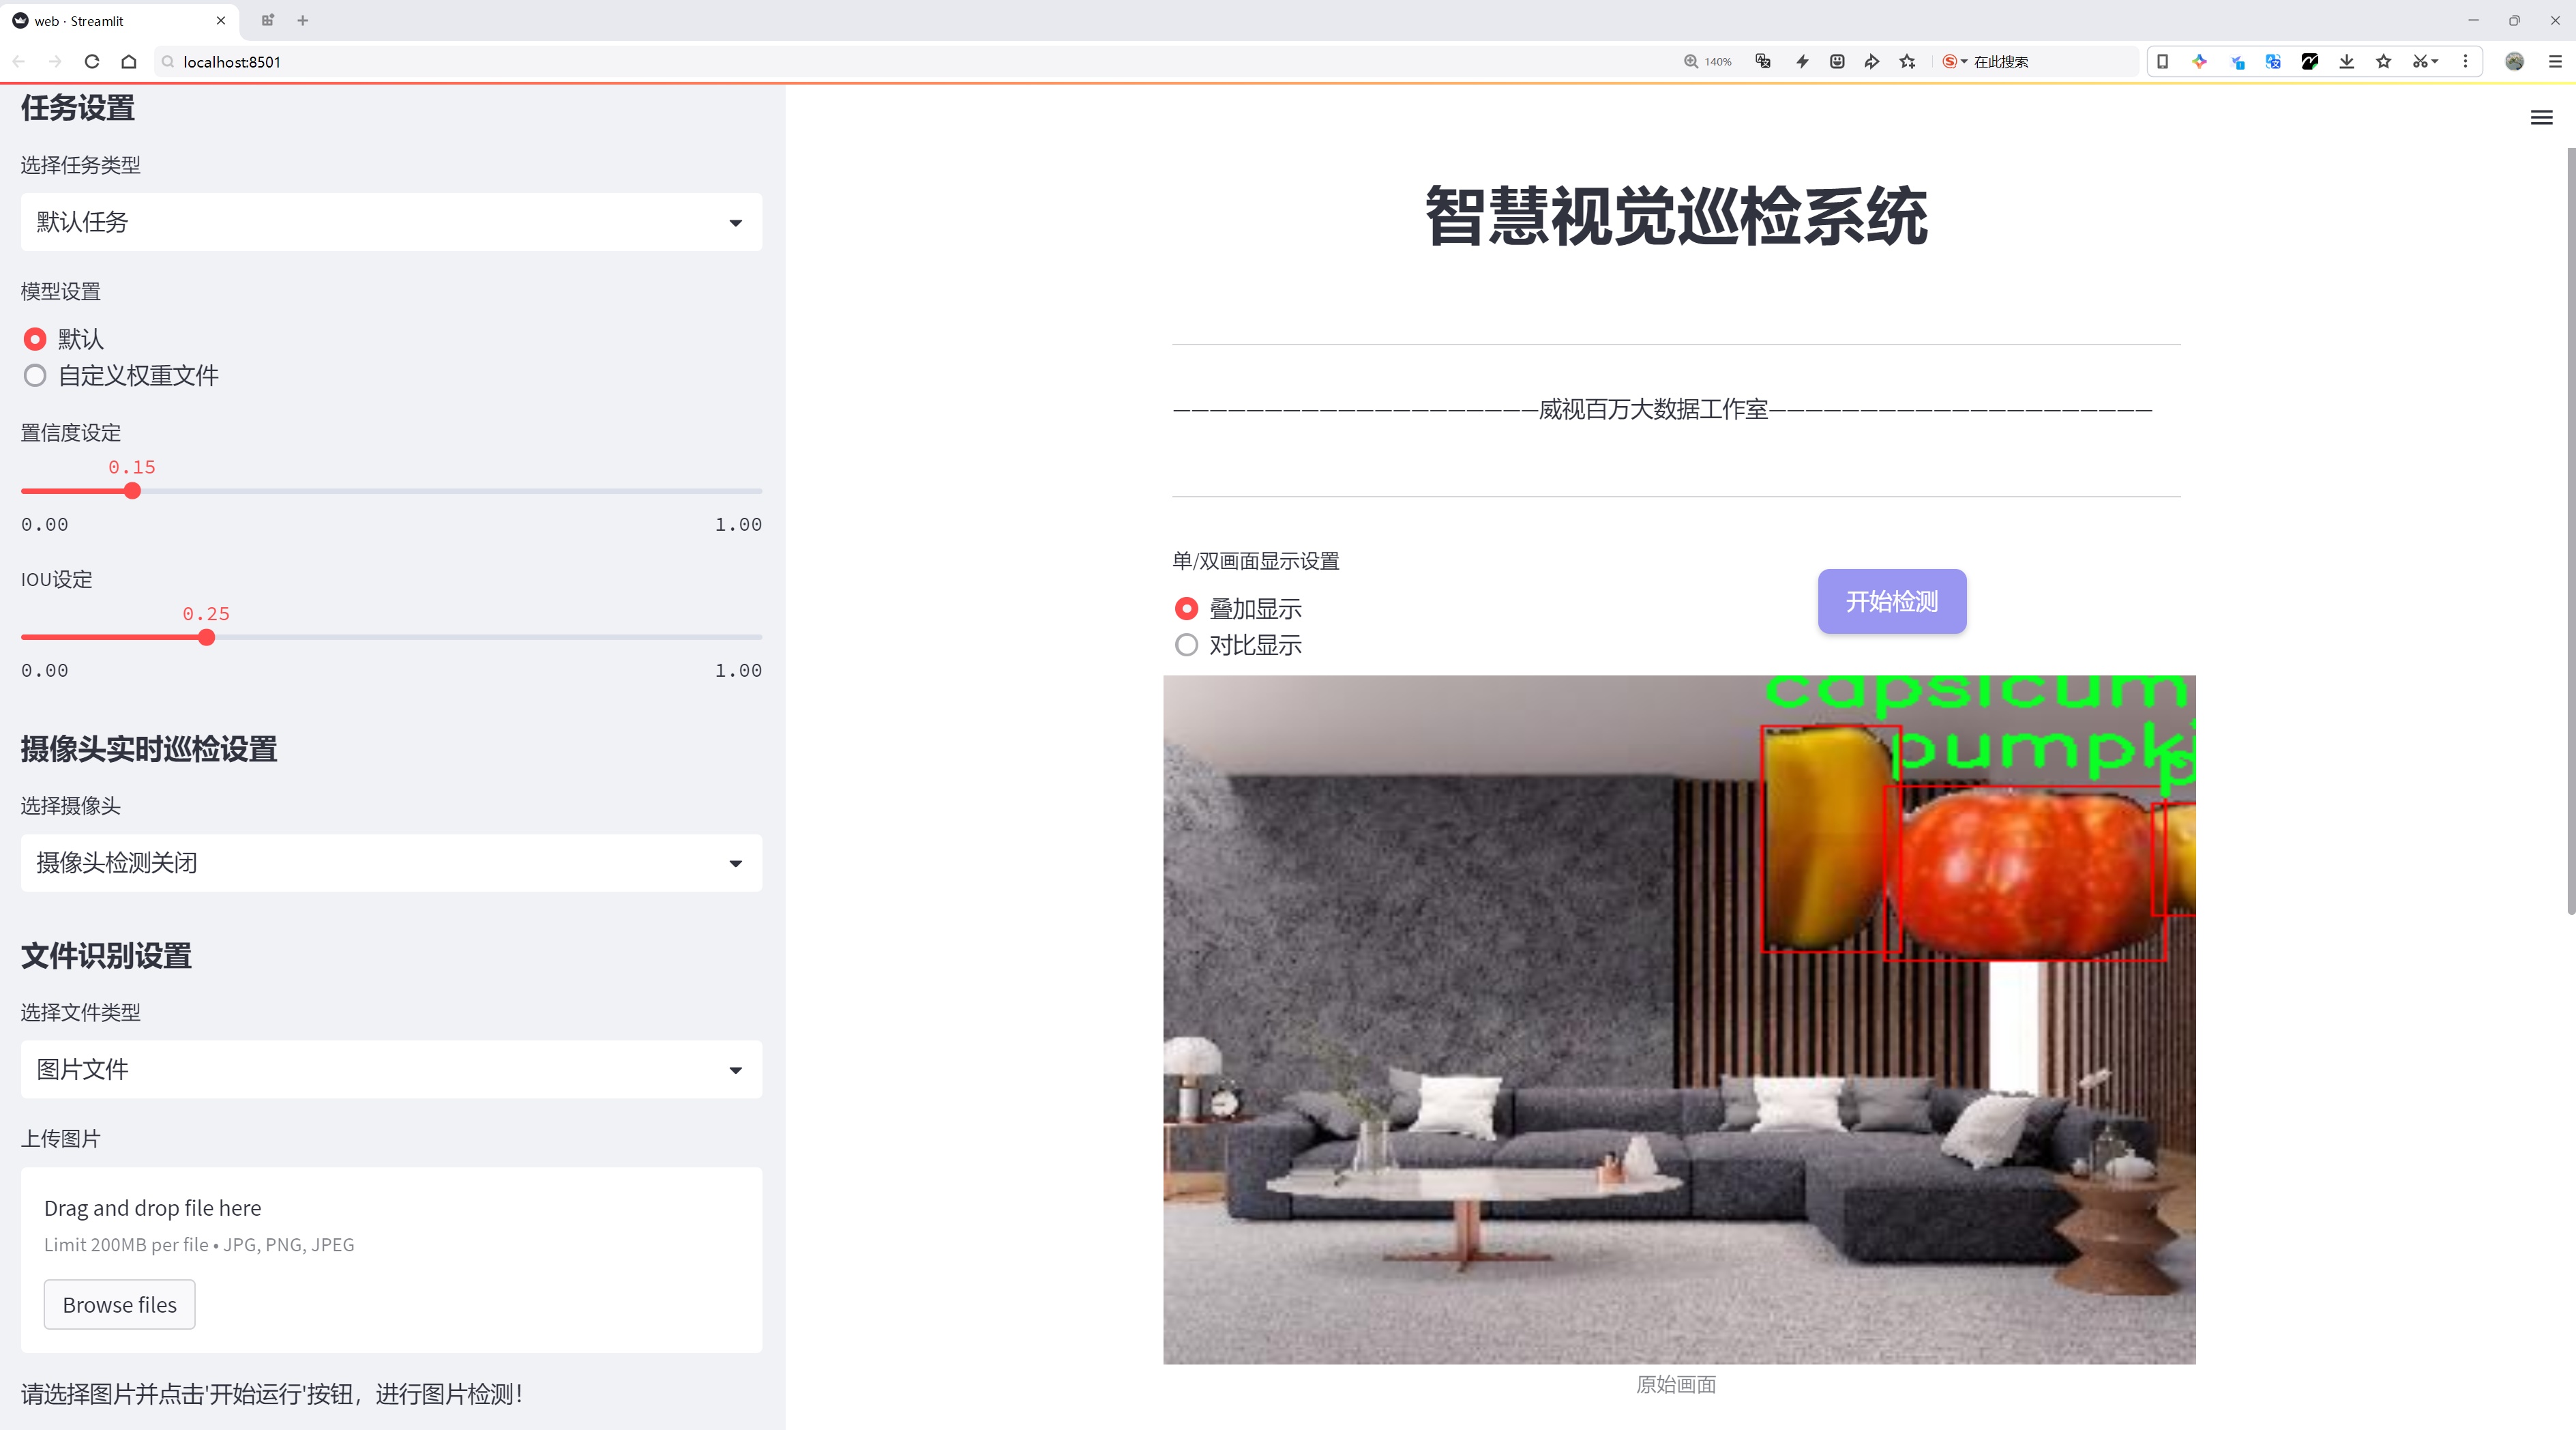 web · Streamlit
localhost:8501
140%
在此搜索
任务设置
选择任务类型
默认任务
模型设置
默认
自定义权重文件
置信度设定
0.15
0.00
1.00
IOU设定
0.25
0.00
1.00
摄像头实时巡检设置
选择摄像头
摄像头检测关闭
文件识别设置
选择文件类型
图片文件
上传图片
Drag and drop file here
Limit 200MB per file • JPG, PNG, JPEG
Browse files
请选择图片并点击'开始运行'按钮，进行图片检测！
智慧视觉巡检系统
————————————————————威视百万大数据工作室—————————————————————
单/双画面显示设置
叠加显示
对比显示
开始检测
capsicum
原始画面